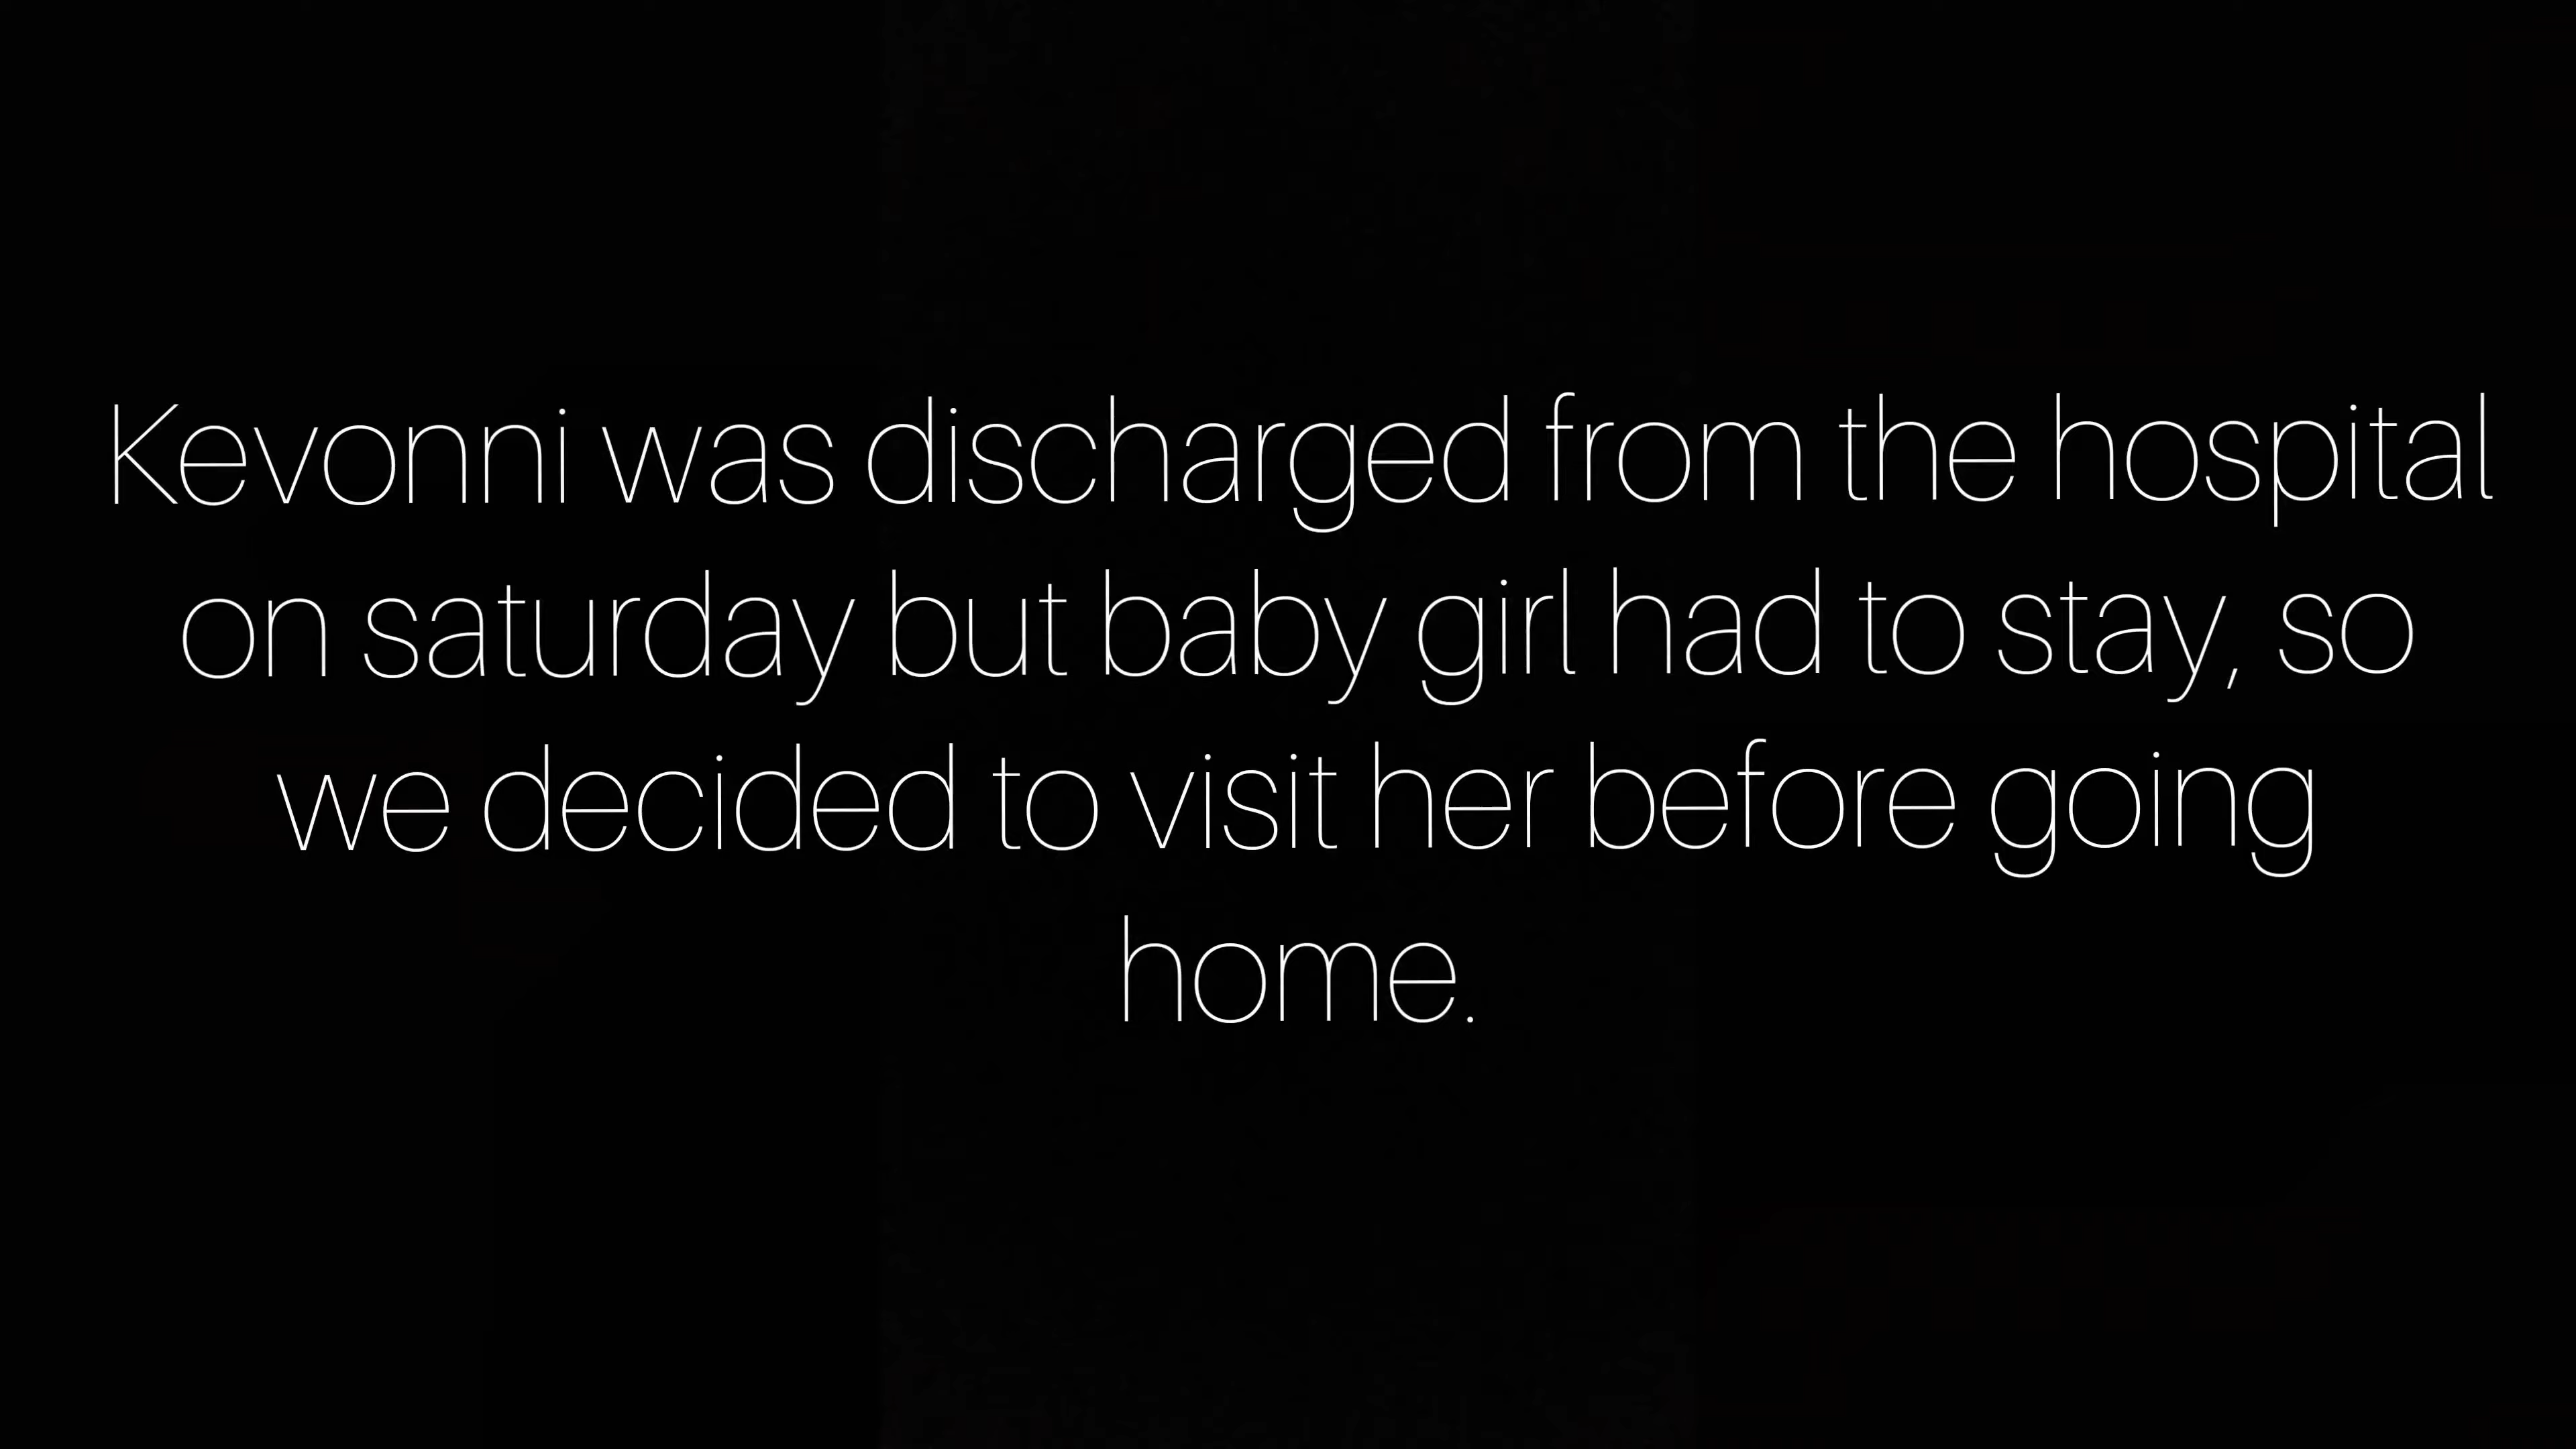 Kevonni was discharged from the hospital
on saturday but baby girl had to stay, so
we decided to visit her before going
home.